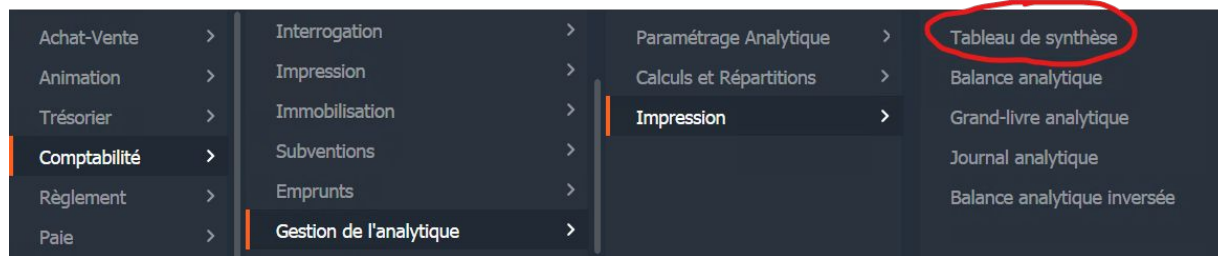 Achat-Vente
Animation
Trésorier
Comptabilité
Règlement
Paie
Interrogation
Impression
Immobilisation
Subventions
Emprunts
Gestion de l'analytique
Paramétrage Analytique
Calculs et Répartitions
Impression
Tableau de synthèse
Balance analytique
Grand-livre analytique
Journal analytique
Balance analytique inversée